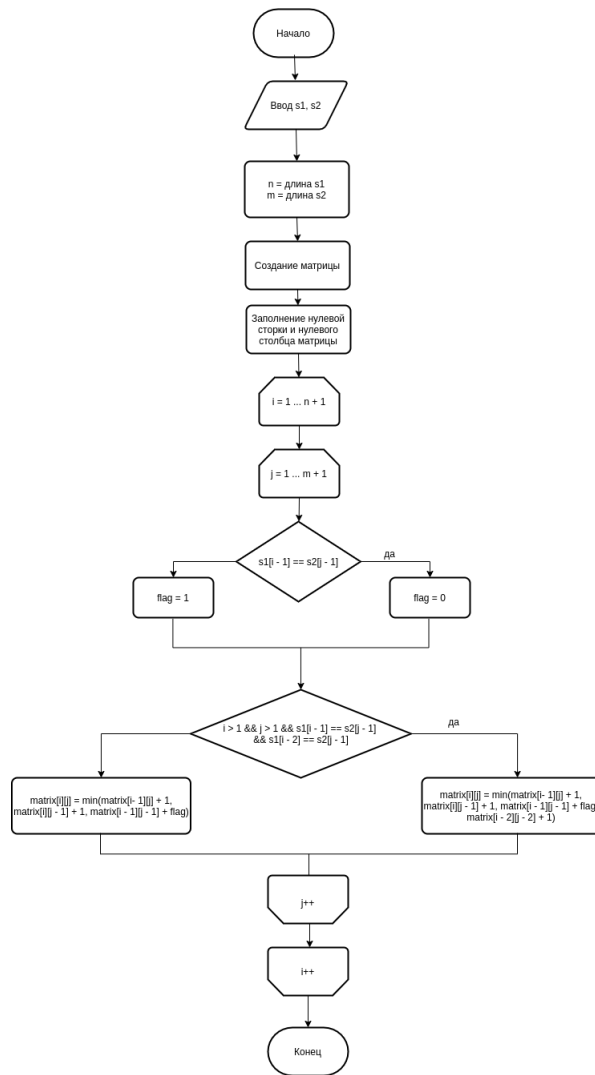 Начало
Ввод s1, s2
n = длина s1
m = длина s2
Создание матрицы
Заполнение нулевой
сторки и нулевого
столбца матрицы
i = 1 ... n + 1
j = 1 ... m + 1
s1[i - 1] == s2[j - 1]
да
flag = 1
flag = 0
i > 1 && j > 1 && s1[i - 1] == s2[j - 1]
&& s1[i - 2] == s2[j - 1]
да
matrix[i][j] = min(matrix[i- 1][j] + 1,
matrix[i][j - 1] + 1, matrix[i - 1][j - 1] + flag)
matrix[i][j] = min(matrix[i- 1][j] + 1,
matrix[i][j - 1] + 1, matrix[i - 1][j - 1] + flag
matrix[i - 2][j - 2] + 1)
j++
i++
Конец